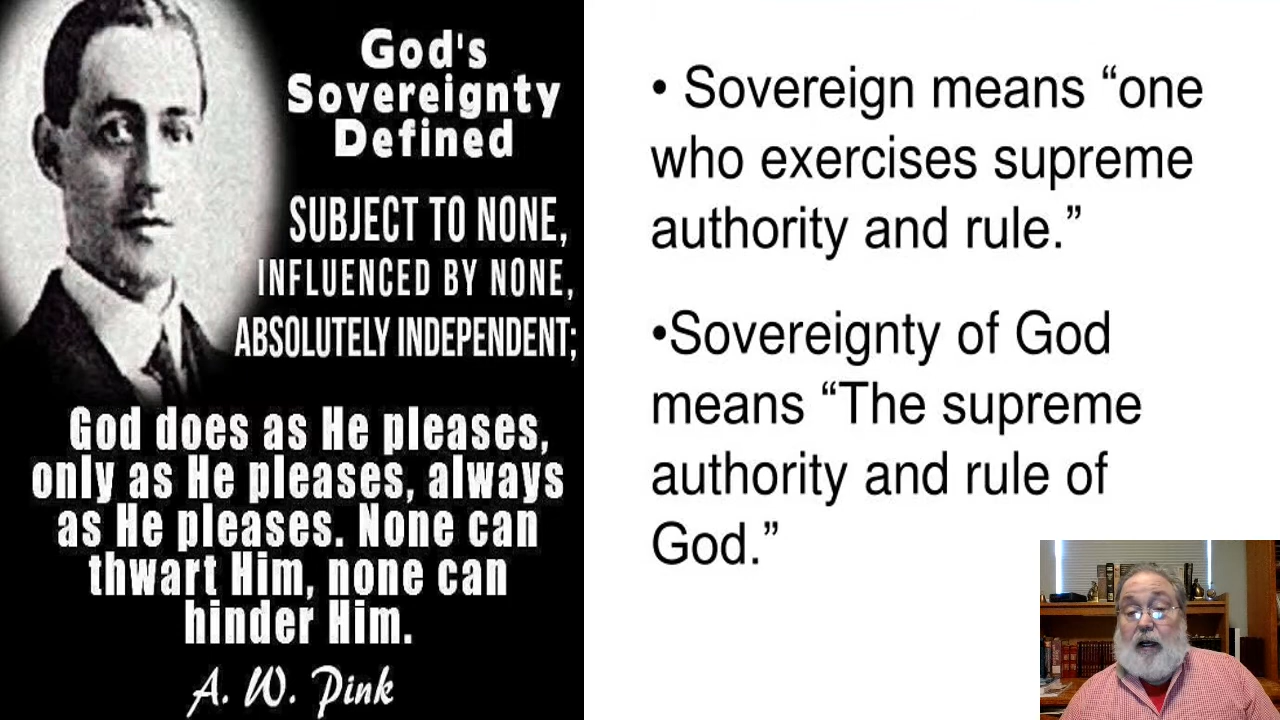 God's
Sovereignty
Defined
SUBJECT TO NONE,
INFLUENCED BY NONE,
ABSOLUTELY INDEPENDENT;
God does as He pleases,
only as He pleases, always
as He pleases. None can
thwart Him, none can
hinder Him.
A. W. Pink
• Sovereign means “one
who exercises supreme
authority and rule.”
•Sovereignty of God
means “The supreme
authority and rule of
God.”